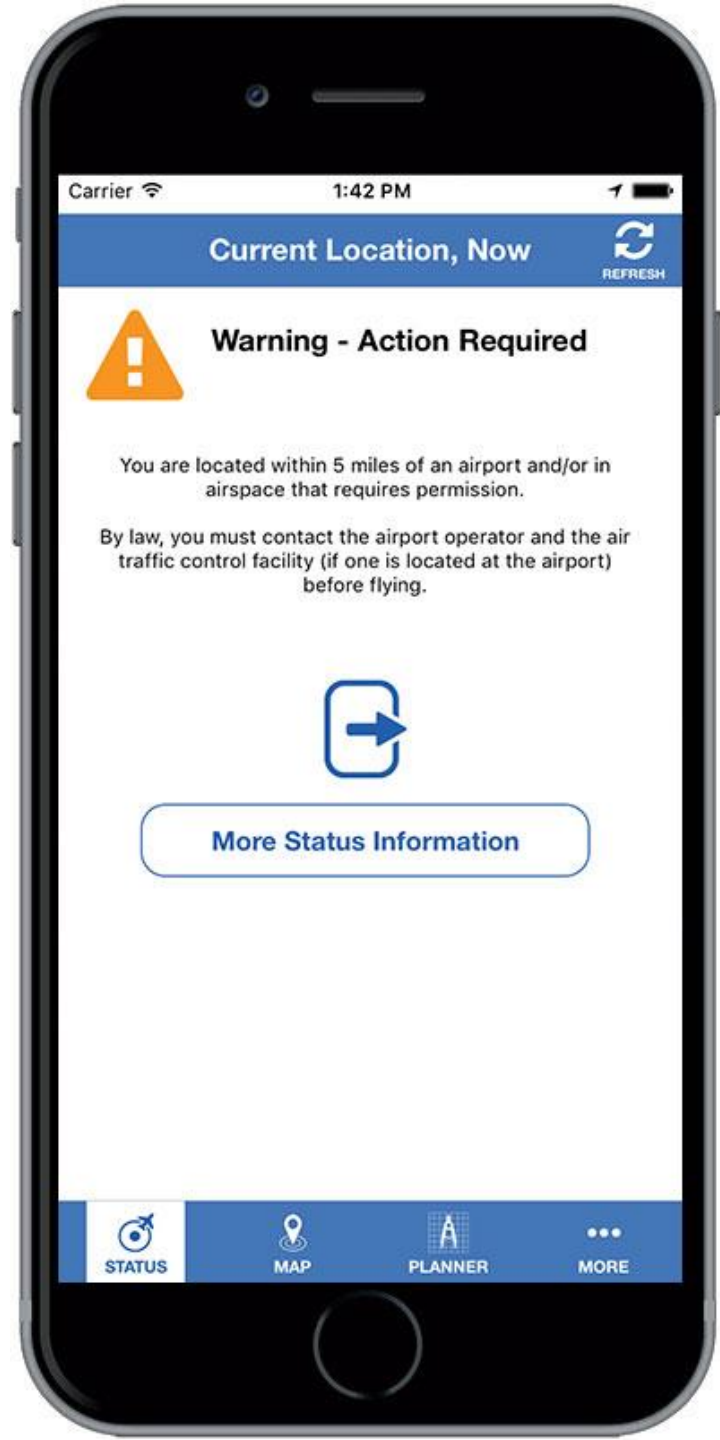 Carrier 1:42 PM
Current Location, Now
REFRESH
Warning - Action Required
You are located within 5 miles of an airport and/or in
airspace that requires permission.
By law, you must contact the airport operator and the air
traffic control facility (if one is located at the airport)
before flying.
More Status Information
STATUS MAP PLANNER MORE